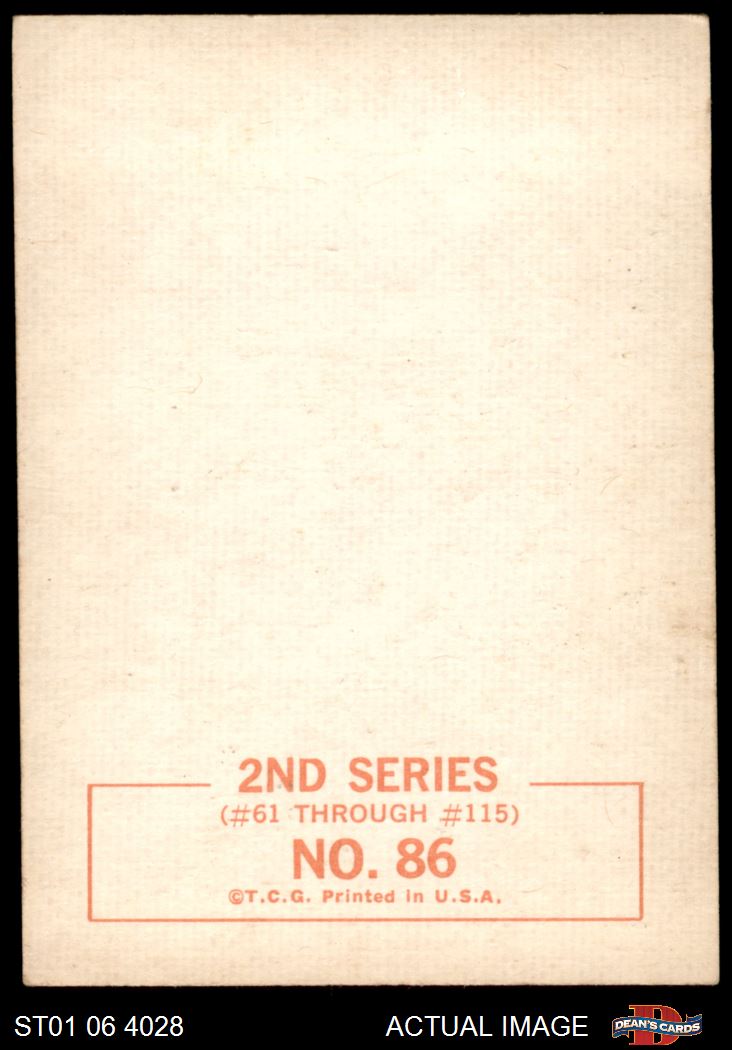 2ND SERIES
(#61 THROUGH #115)
NO. 86
©T.C.G. Printed in U.S.A.
ST01 06 4028
ACTUAL IMAGE
D
DEAN'S CARDS